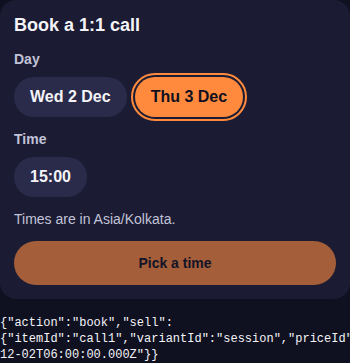 Book a 1:1 call
Day
Wed 2 Dec
Thu 3 Dec
Time
15:00
Times are in Asia/Kolkata.
Pick a time
{"action":"book","sell":
{"itemId":"call1","variantId":"session","priceId"
12-02T06:00:00.000Z"}}